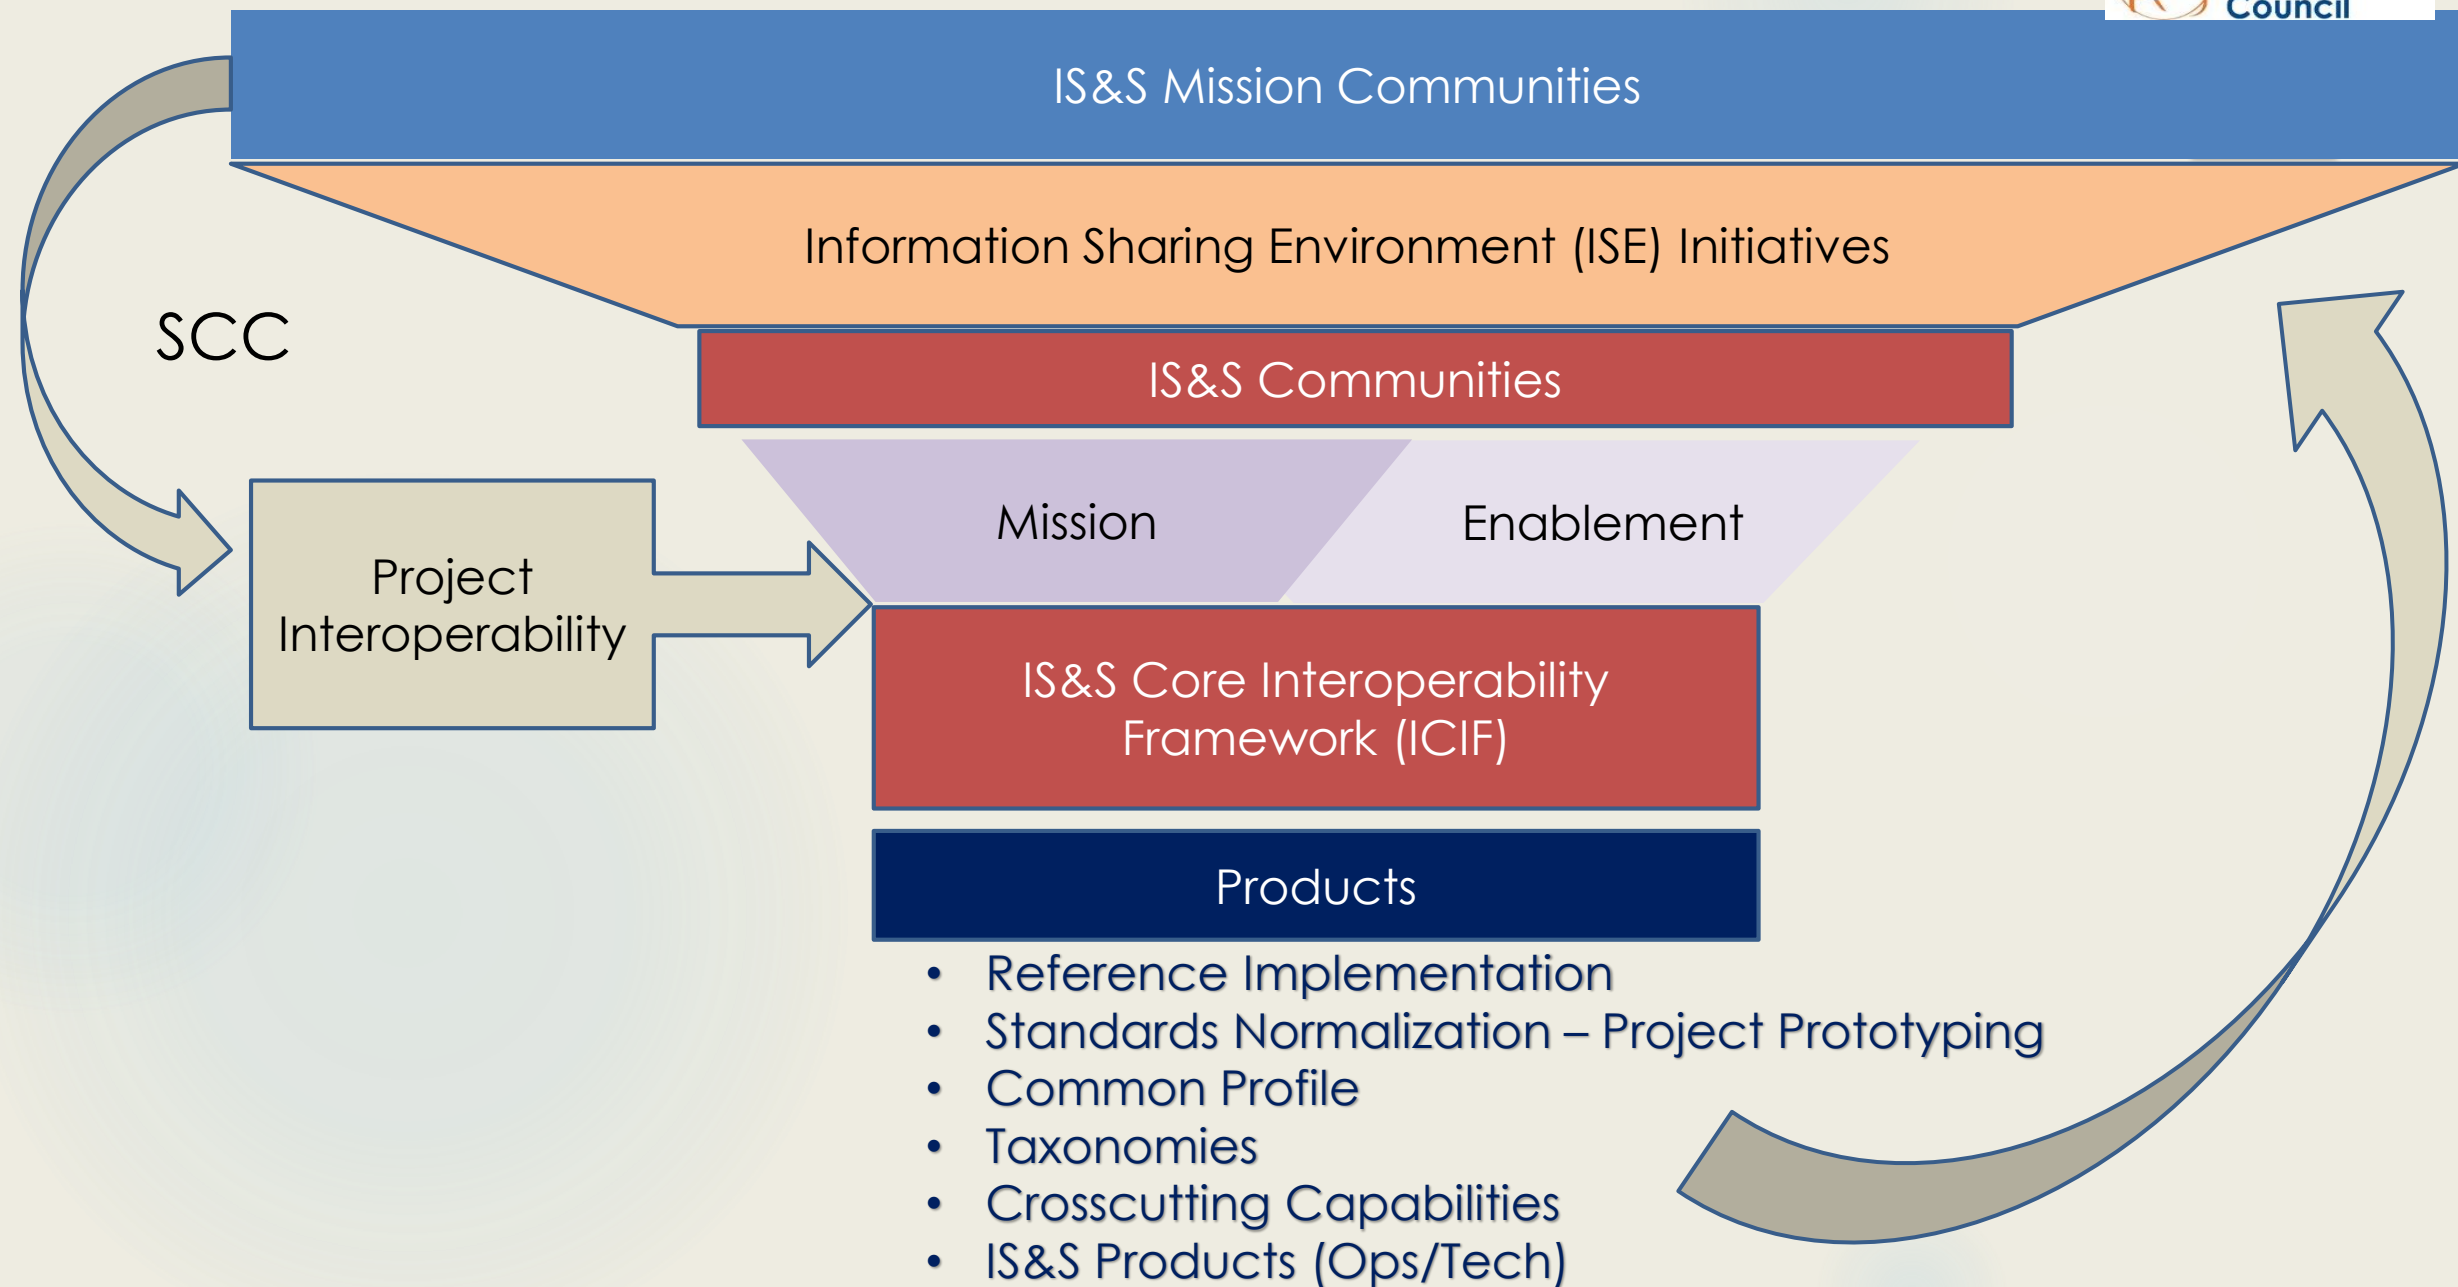 Council
IS&S Mission Communities
Information Sharing Environment (ISE) Initiatives
SCC
IS&S Communities
Mission
Enablement
Project
Interoperability
IS&S Core Interoperability
Framework (ICIF)
Products
• Reference Implementation
• Standards Normalization – Project Prototyping
• Common Profile
• Taxonomies
• Crosscutting Capabilities
• IS&S Products (Ops/Tech)